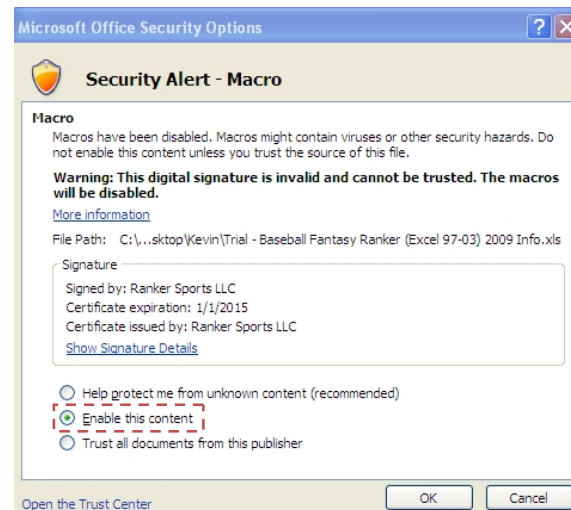 Microsoft Office Security Options
Security Alert - Macro
Macro
Macros have been disabled. Macros might contain viruses or other security hazards. Do
not enable this content unless you trust the source of this file.
Warning: This digital signature is invalid and cannot be trusted. The macros
will be disabled.
More information
File Path: C:\...sktop\Kevin\Trial - Baseball Fantasy Ranker (Excel 97-03) 2009 Info.xls
Signature
Signed by: Ranker Sports LLC
Certificate expiration: 1/1/2015
Certificate issued by: Ranker Sports LLC
Show Signature Details
Help protect me from unknown content (recommended)
Enable this content
Trust all documents from this publisher
Open the Trust Center
OK
Cancel